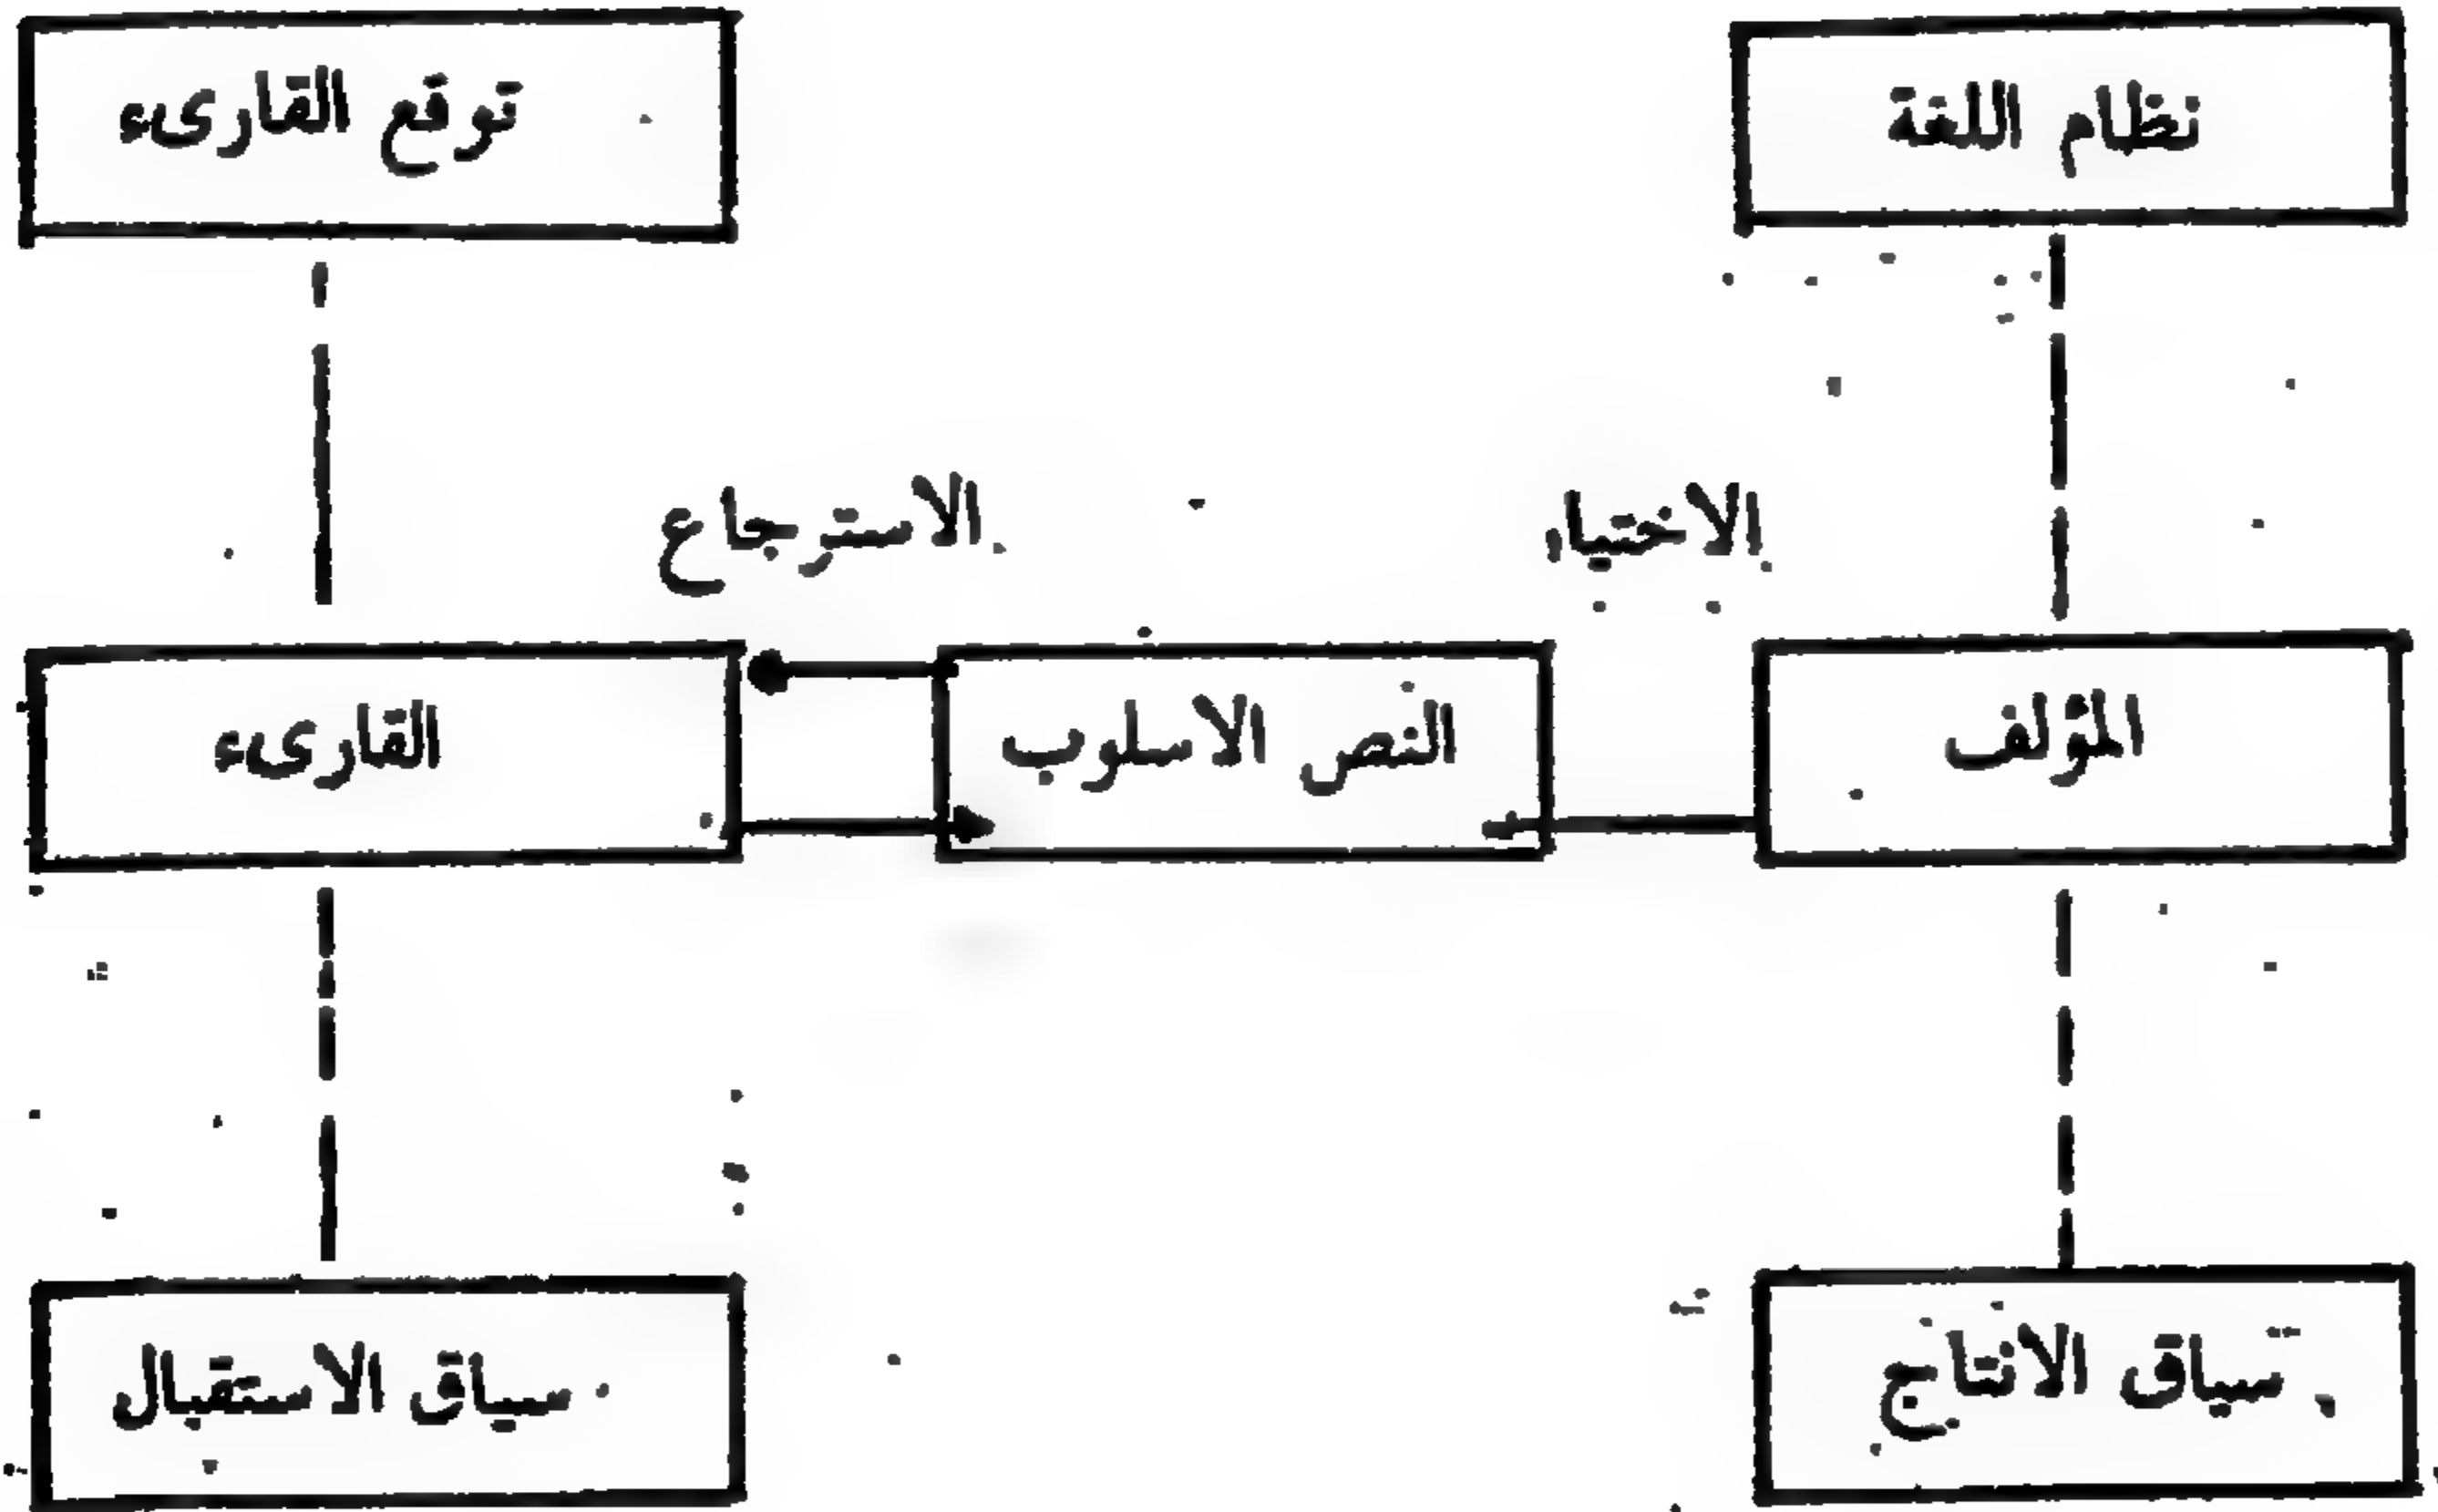 نظام اللغة
توقع القارىء
الاختيار
الاسترجاع
المؤلف
النص الاسلوب
القارىء
سياق الانتاج
سياق الاستقبال